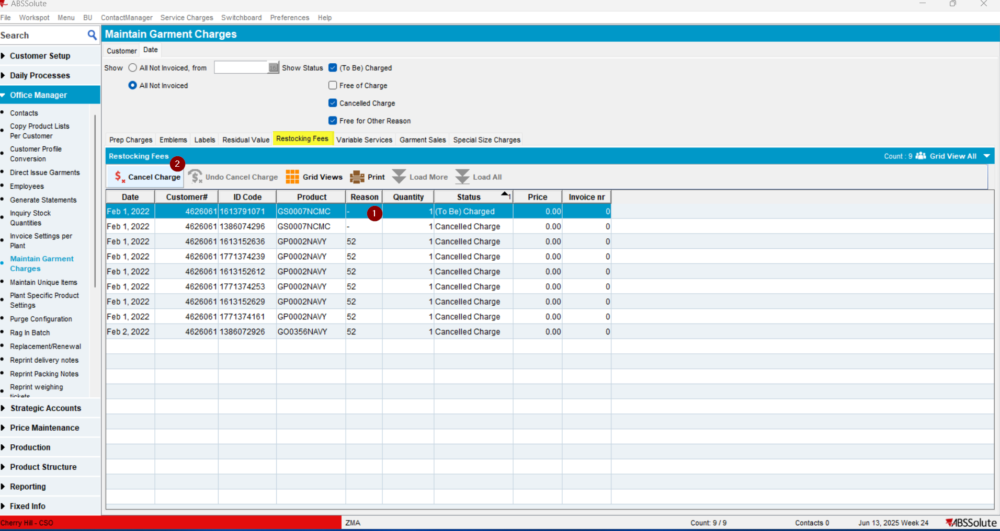 ABSSolute
File Workspot Menu BU ContactManager Service Charges Switchboard Preferences Help
Search
Maintain Garment Charges
Customer Date
Show All Not Invoiced, from 16 Show Status (To Be) Charged
All Not Invoiced Free of Charge
Cancelled Charge
Free for Other Reason
Customer Setup
Daily Processes
Office Manager
Contacts
Copy Product Lists
Per Customer
Customer Profile
Conversion
Direct Issue Garments
Employees
Generate Statements
Inquiry Stock
Quantities
Invoice Settings per
Plant
Maintain Garment
Charges
Maintain Unique Items
Plant Specific Product
Settings
Purge Configuration
Rag In Batch
Replacement/Renewal
Reprint delivery notes
Reprint Packing Notes
Reprint weighing
tickets
Strategic Accounts
Price Maintenance
Production
Product Structure
Reporting
Fixed Info
Prep Charges Emblems Labels Residual Value Restocking Fees Variable Services Garment Sales Special Size Charges
Restocking Fees Count : 9 Grid View All
2
Cancel Charge Undo Cancel Charge Grid Views Print Load More Load All
Date Customer# ID Code Product Reason Quantity Status 1 Price Invoice nr
Feb 1, 2022 4626061 1613791071 GS0007NCMC - 1 1 (To Be) Charged 0.00 0
Feb 1, 2022 4626061 1386074296 GS0007NCMC - 1 Cancelled Charge 0.00 0
Feb 1, 2022 4626061 1613152636 GP0002NAVY 52 1 Cancelled Charge 0.00 0
Feb 1, 2022 4626061 1771374239 GP0002NAVY 52 1 Cancelled Charge 0.00 0
Feb 1, 2022 4626061 1613152612 GP0002NAVY 52 1 Cancelled Charge 0.00 0
Feb 1, 2022 4626061 1771374253 GP0002NAVY 52 1 Cancelled Charge 0.00 0
Feb 1, 2022 4626061 1613152629 GP0002NAVY 52 1 Cancelled Charge 0.00 0
Feb 1, 2022 4626061 1771374161 GP0002NAVY 52 1 Cancelled Charge 0.00 0
Feb 2, 2022 4626061 1386072926 GO0356NAVY 52 1 Cancelled Charge 0.00 0
Cherry Hill - CSO ZMA Count: 9 / 9 Contacts 0 Jun 13, 2025 Week 24 ABSSolute